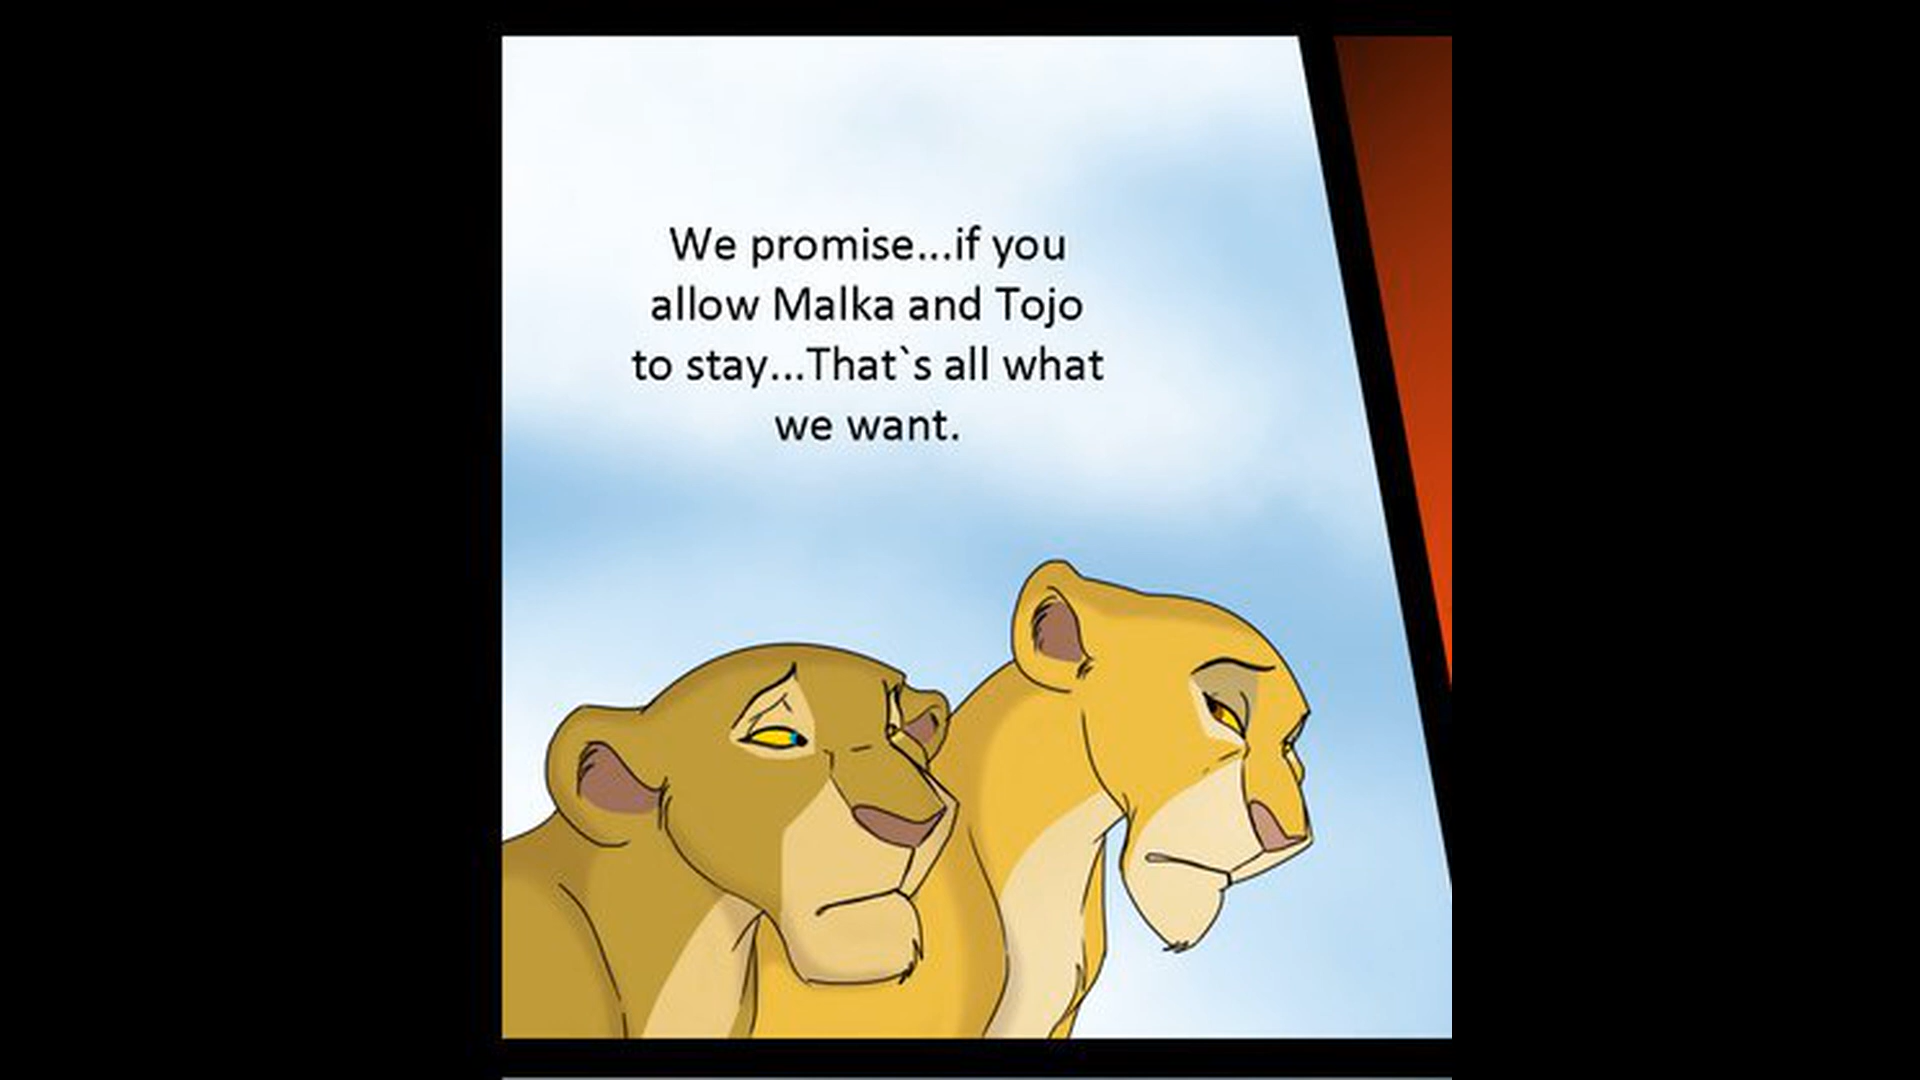 We promise...if you
allow Malka and Tojo
to stay...That`s all what
we want.